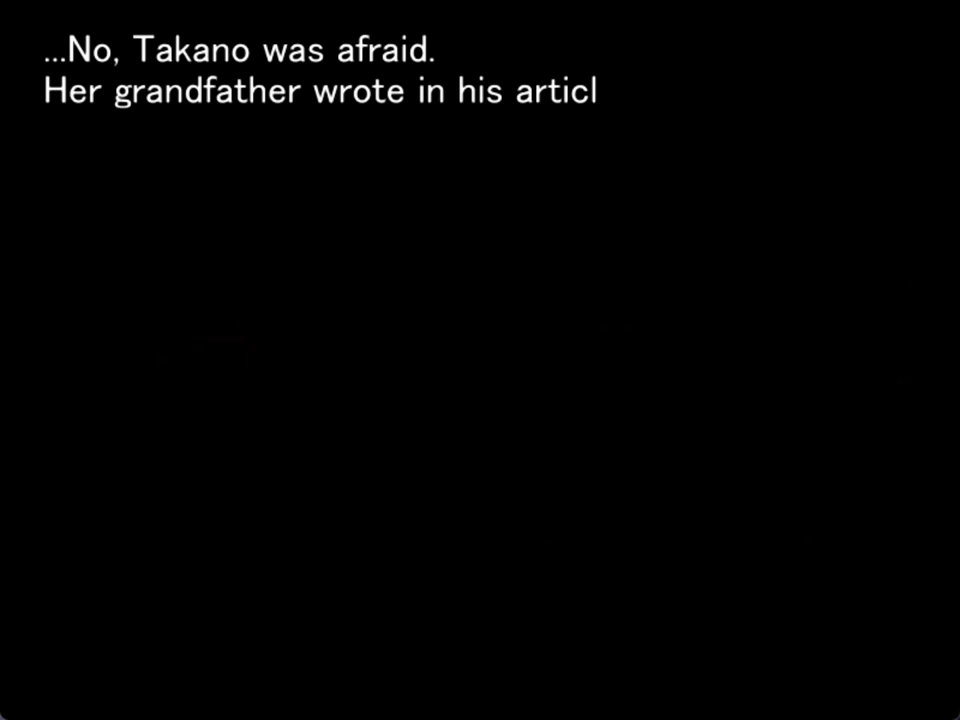 ...No, Takano was afraid.
Her grandfather wrote in his articl